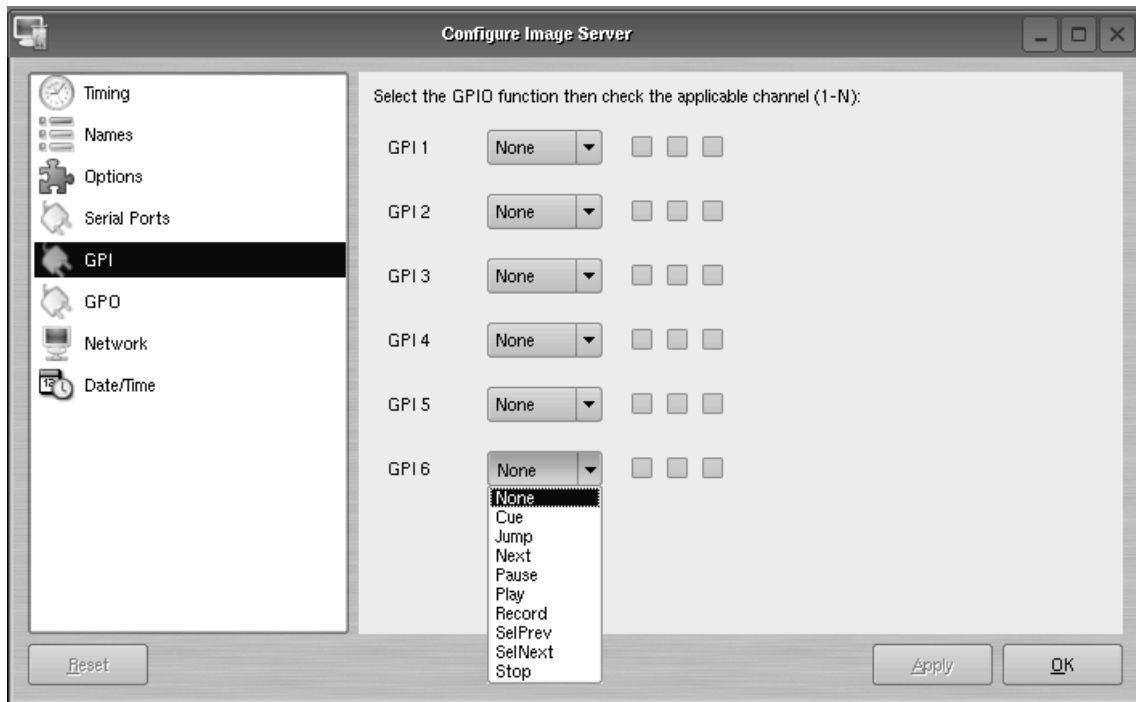 Configure Image Server
Timing
Names
Options
Serial Ports
GPI
GPO
Network
Date/Time
Select the GPIO function then check the applicable channel (1-N):
GPI 1 None
GPI 2 None
GPI 3 None
GPI 4 None
GPI 5 None
GPI 6 None
None
Cue
Jump
Next
Pause
Play
Record
SelPrev
SelNext
Stop
Reset
Apply
OK